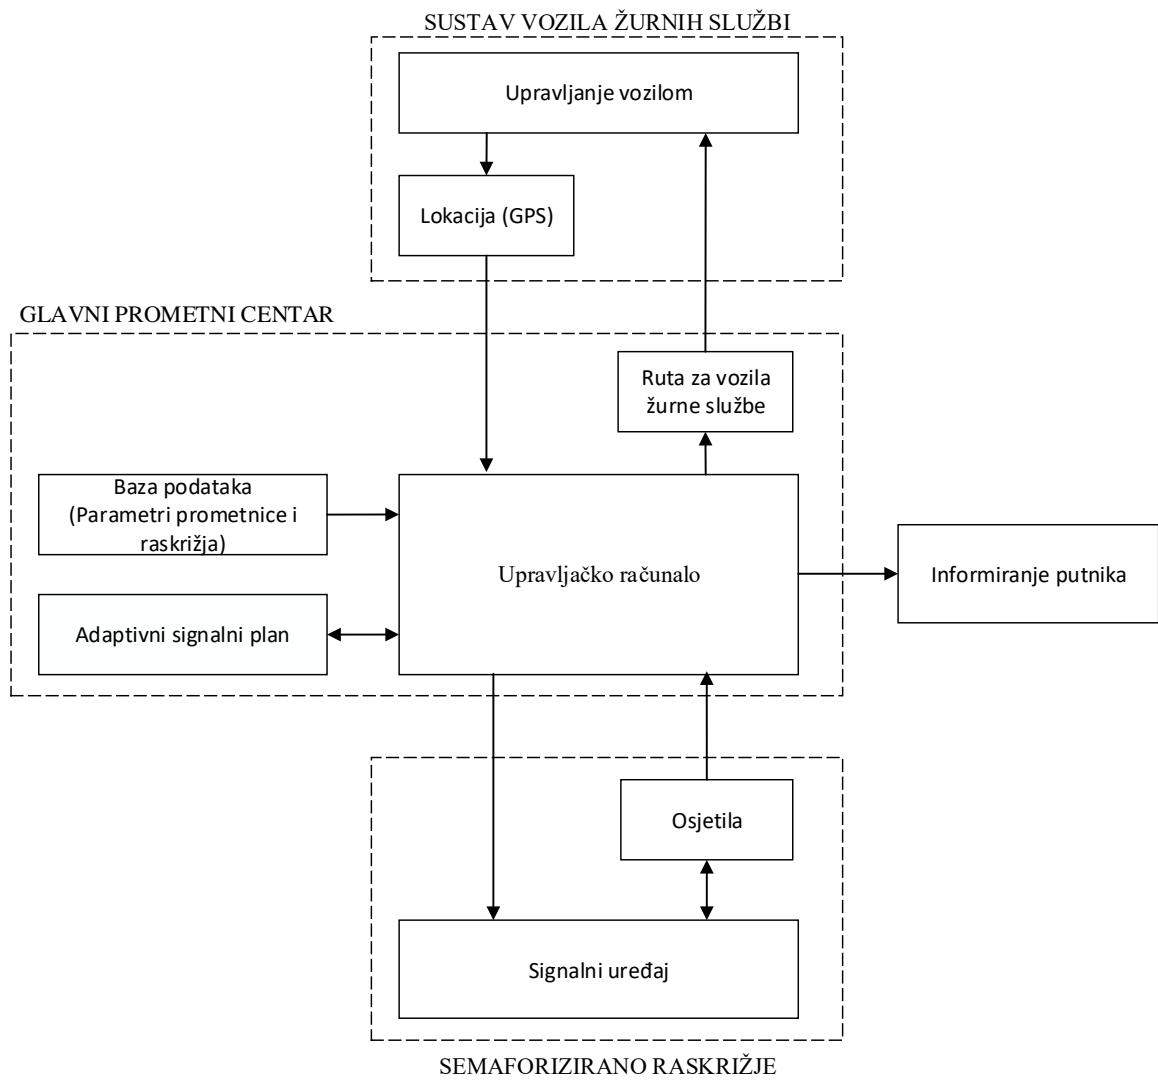 SUSTAV VOZILA ŽURNIH SLUŽBI
Upravljanje vozilom
Lokacija (GPS)
GLAVNI PROMETNI CENTAR
Ruta za vozila
žurne službe
Baza podataka
(Parametri prometnice i
raskrižja)
Upravljačko računalo
Informiranje putnika
Adaptivni signalni plan
Osjetila
Signalni uređaj
SEMAFORIZIRANO RASKRIŽJE